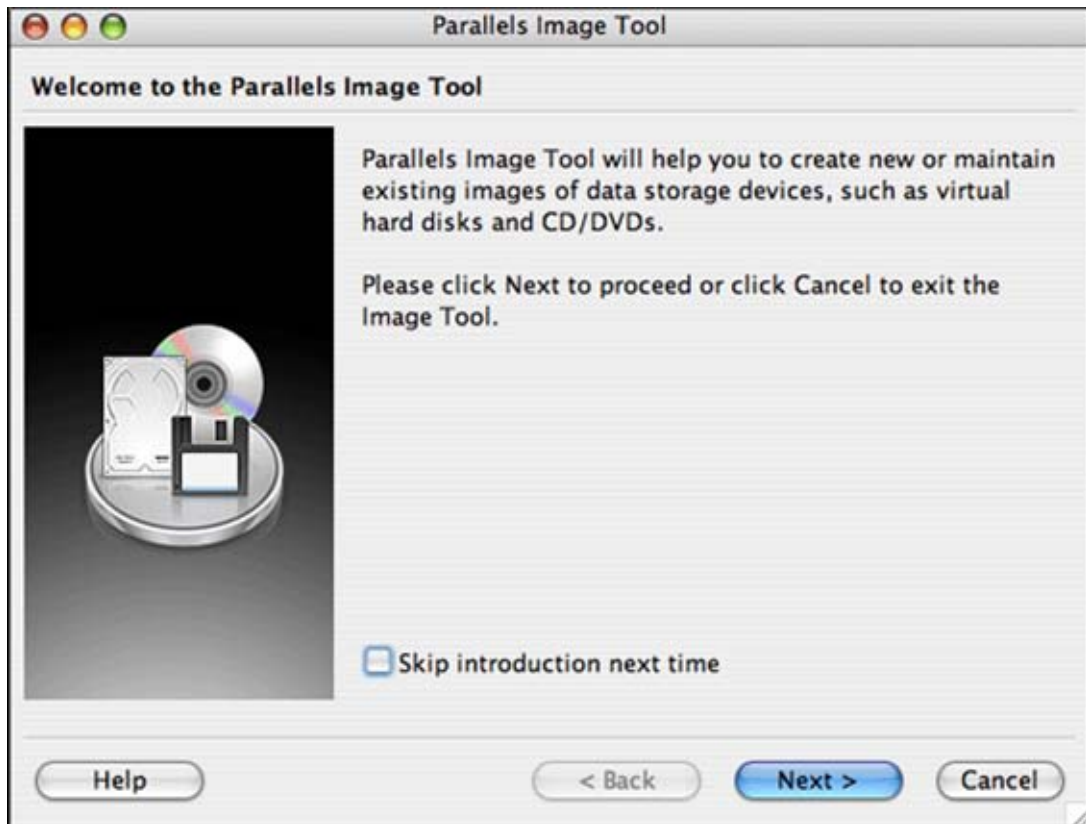 Parallels Image Tool
Welcome to the Parallels Image Tool
Parallels Image Tool will help you to create new or maintain
existing images of data storage devices, such as virtual
hard disks and CD/DVDs.
Please click Next to proceed or click Cancel to exit the
Image Tool.
Skip introduction next time
Help
< Back
Next >
Cancel